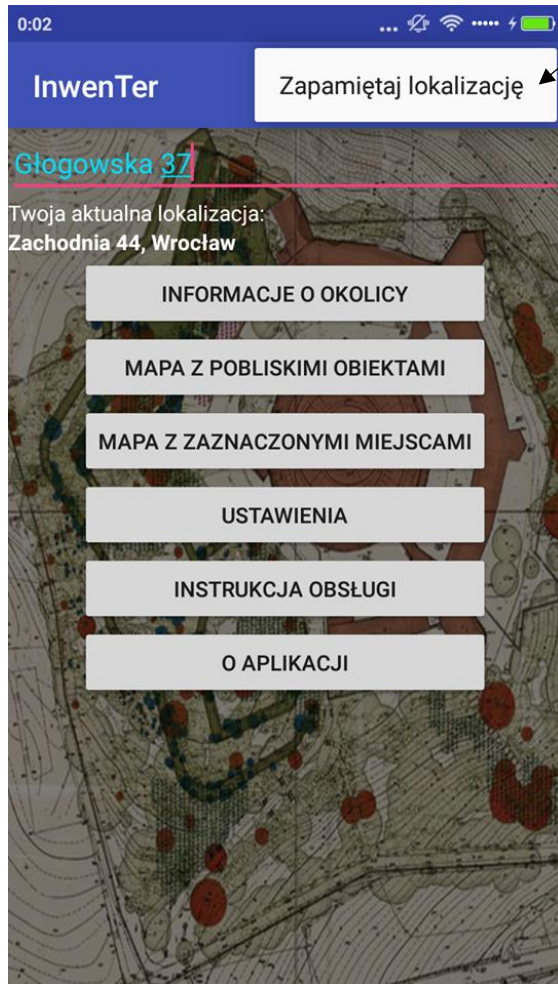 0:02
InwenTer
Zapamiętaj lokalizację
Głogowska 37
Twoja aktualna lokalizacja:
Zachodnia 44, Wrocław
INFORMACJE O OKOLICY
MAPA Z POBLISKIMI OBIEKTAMI
MAPA Z ZAZNACZONYMI MIEJSCAMI
USTAWIENIA
INSTRUKCJA OBSŁUGI
O APLIKACJI